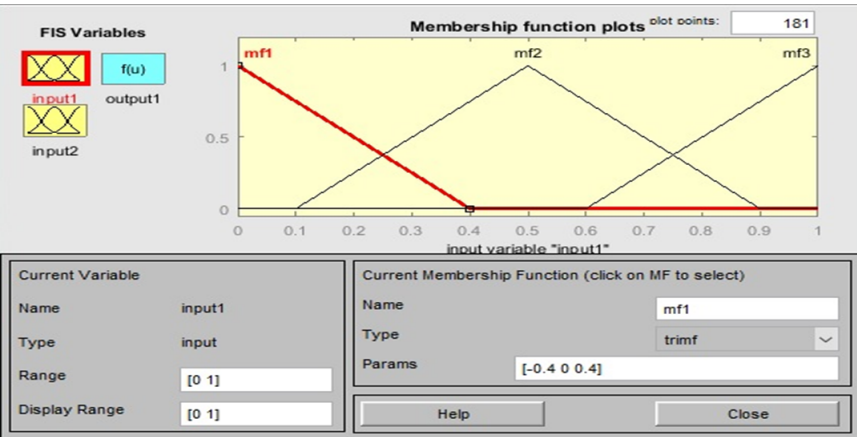 FIS Variables
f(u)
input1
output1
input2
Membership function plots
plot points:
181
mf1
mf2
mf3
1
0.5
0
0
0.1
0.2
0.3
0.4
0.5
0.6
0.7
0.8
0.9
1
input variable "input1"
Current Variable
Name
input1
Type
input
Range
[0 1]
Display Range
[0 1]
Current Membership Function (click on MF to select)
Name
mf1
Type
trimf
Params
[-0.4 0 0.4]
Help
Close